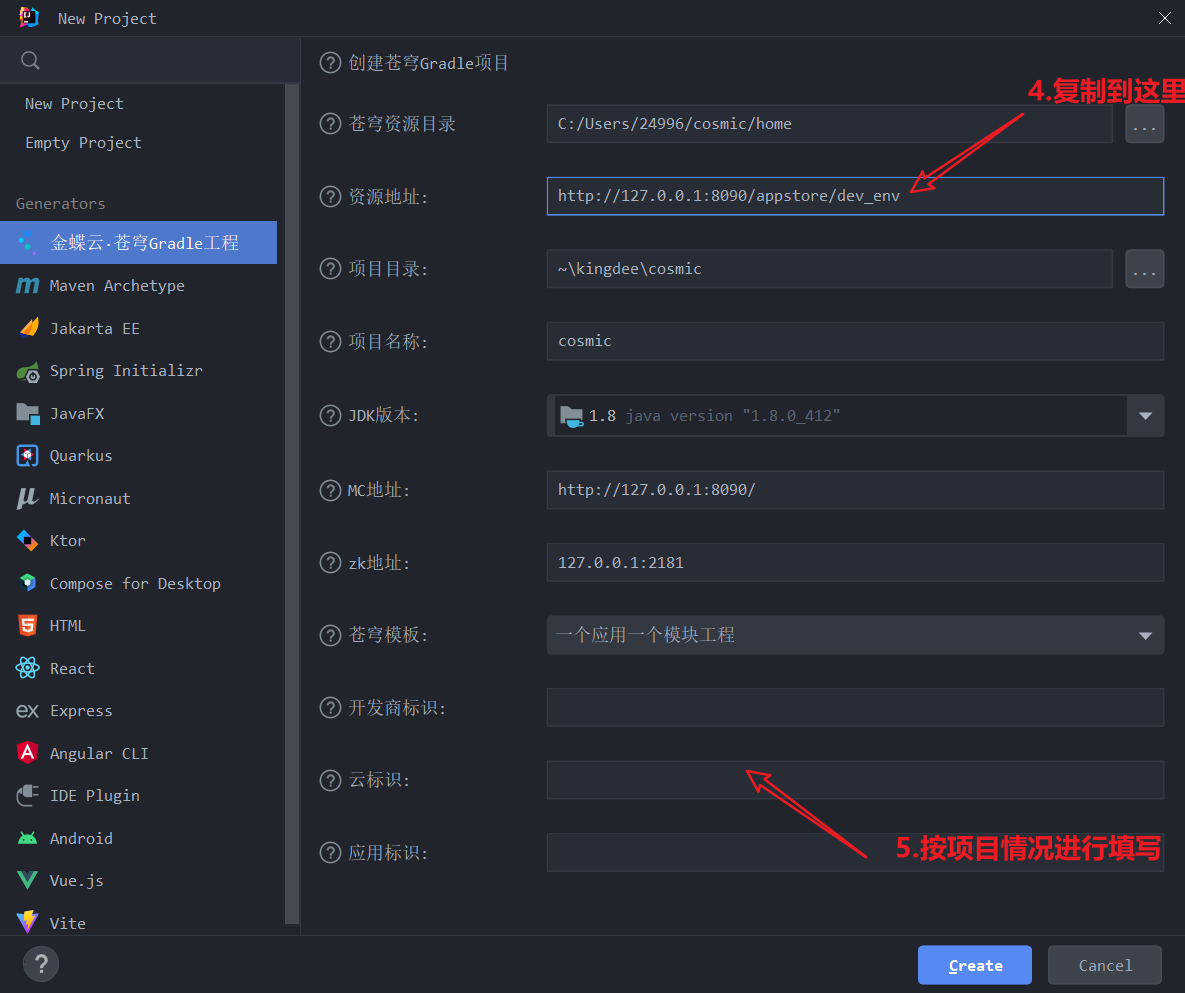 New Project
New Project
Empty Project
Generators
金蝶云·苍穹Gradle工程
Maven Archetype
Jakarta EE
Spring Initializr
JavaFX
Quarkus
Micronaut
Ktor
Compose for Desktop
HTML
React
Express
Angular CLI
IDE Plugin
Android
Vue.js
Vite
创建苍穹Gradle项目
4.复制到这里
苍穹资源目录 C:/Users/24996/cosmic/home ...
资源地址: http://127.0.0.1:8090/appstore/dev_env
项目目录: ~\kingdee\cosmic ...
项目名称: cosmic
JDK版本: 1.8 java version "1.8.0_412"
MC地址: http://127.0.0.1:8090/
zk地址: 127.0.0.1:2181
苍穹模板: 一个应用一个模块工程
开发商标识:
云标识:
5.按项目情况进行填写
应用标识:
Create Cancel